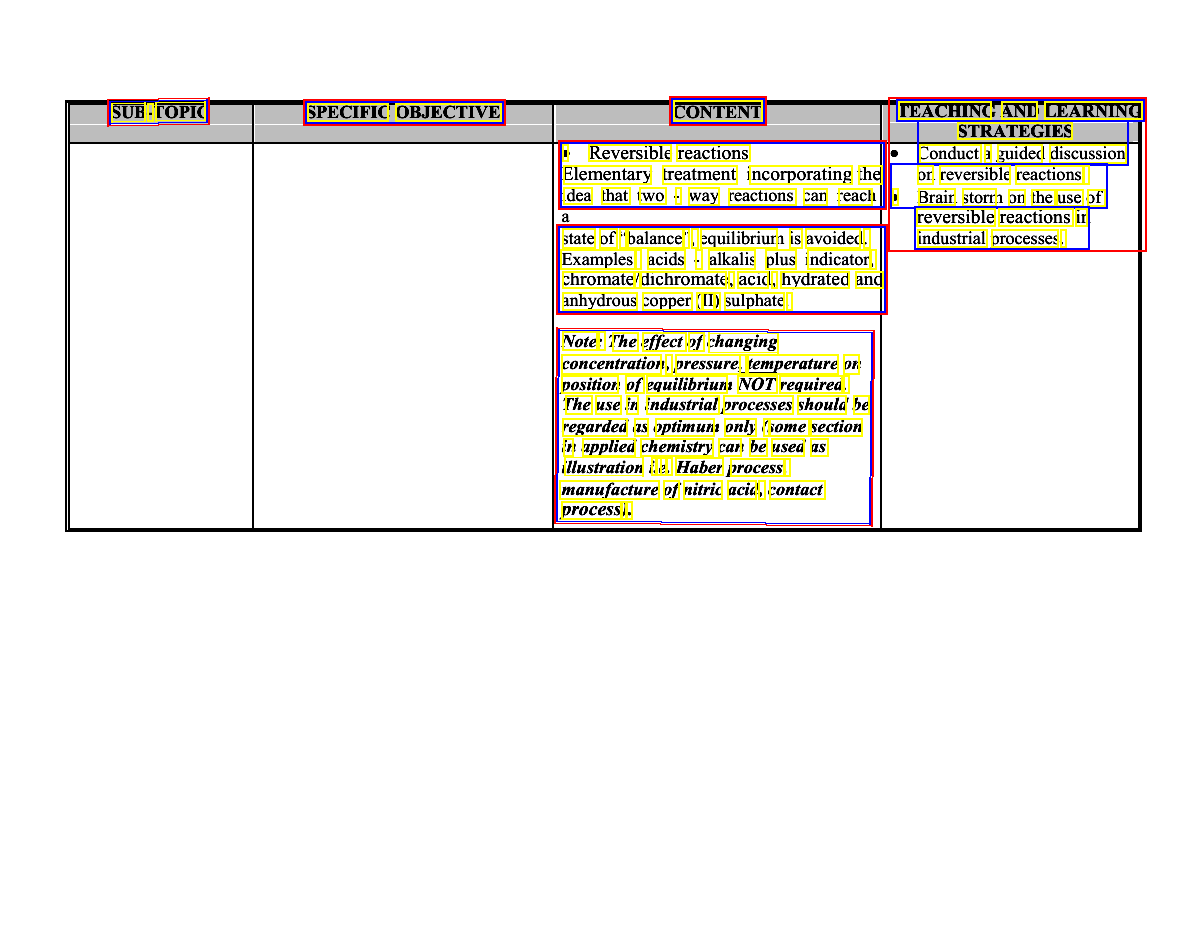 SUB-TOPIC
SPECIFIC OBJECTIVE
CONTENT
TEACHING AND LEARNING
STRATEGIES
• Reversible reactions
Elementary treatment incorporating the
idea that two - way reactions can reach
a
state of "balance", equilibrium is avoided.
Examples: acids - alkalis plus indicator,
chromate/dichromate, acid, hydrated and
anhydrous copper (II) sulphate.
Note: The effect of changing
concentration, pressure, temperature on
position of equilibrium NOT required.
The use in industrial processes should be
regarded as optimum only (some section
in applied chemistry can be used as
illustration i.e. Haber process
manufacture of nitric acid, contact
process).
• Conduct a guided discussion
on reversible reactions
• Brain storm on the use of
reversible reactions in
industrial processes.